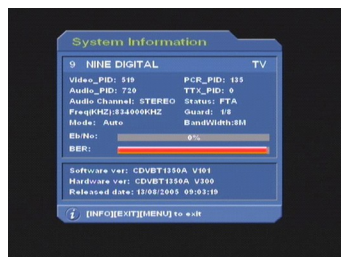 System Information
9 NINE DIGITAL TV
Video_PID: 519 PCR_PID: 135
Audio_PID: 720 TTX_PID: 0
Audio Channel: STEREO Status: FTA
Freq(KHZ):834000KHZ Guard: 1/8
Mode: Auto BandWidth:8M
Eb/No: 0%
BER:
Software ver: CDVBT1350A V101
Hardware ver: CDVBT1350A V300
Released date: 13/08/2005 09:03:19
i [INFO][EXIT][MENU] to exit